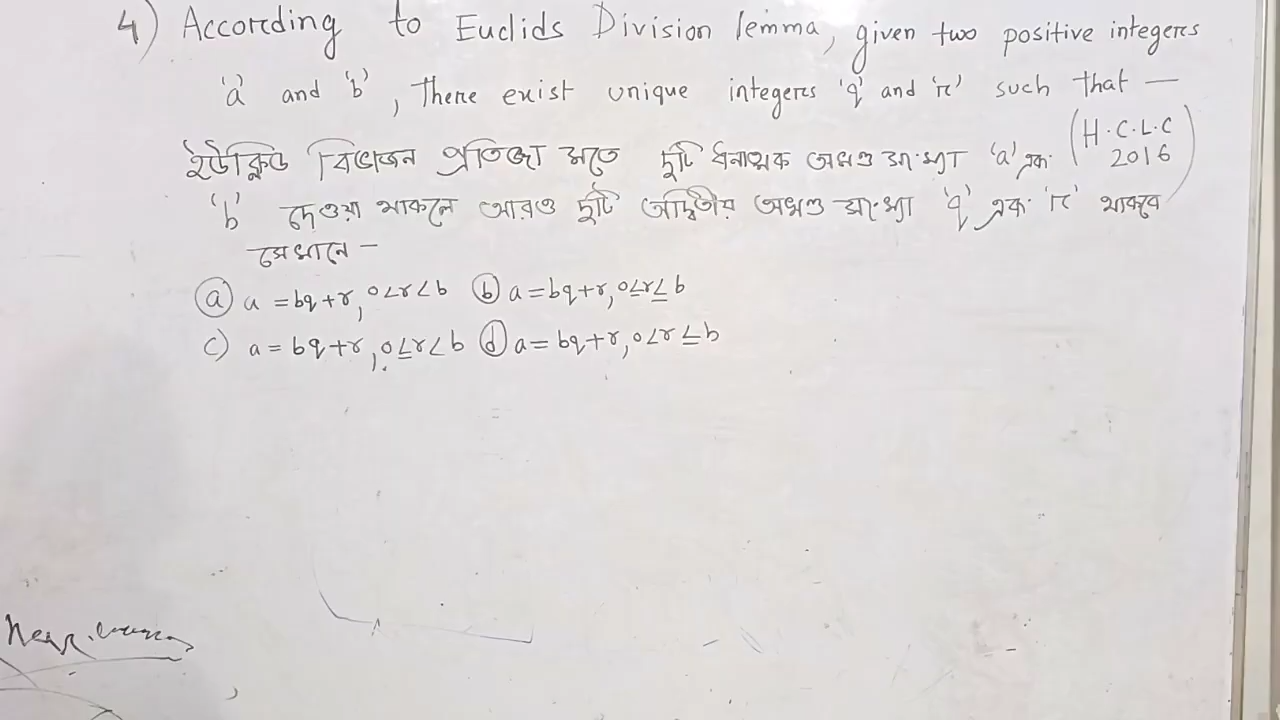 4) According to Euclids Division lemma, given two positive integers
'a' and 'b', There exist unique integers 'q' and 'r' such that —
ইউক্লিড বিভাজন প্রতিজ্ঞা মতে দুটি ধনাত্মক অখণ্ড সংখ্যা 'a' এবং (H.C.L.C 2016)
'b' দেওয়া থাকলে আরও দুটি অদ্বিতীয় অখণ্ড সংখ্যা 'q' এবং 'r' থাকবে
যেখানে —
(a) a = bq+r, 0<r<b (b) a = bq+r, 0≤r≤b
c) a = bq+r, 0≤r<b (d) a = bq+r, 0<r≤b